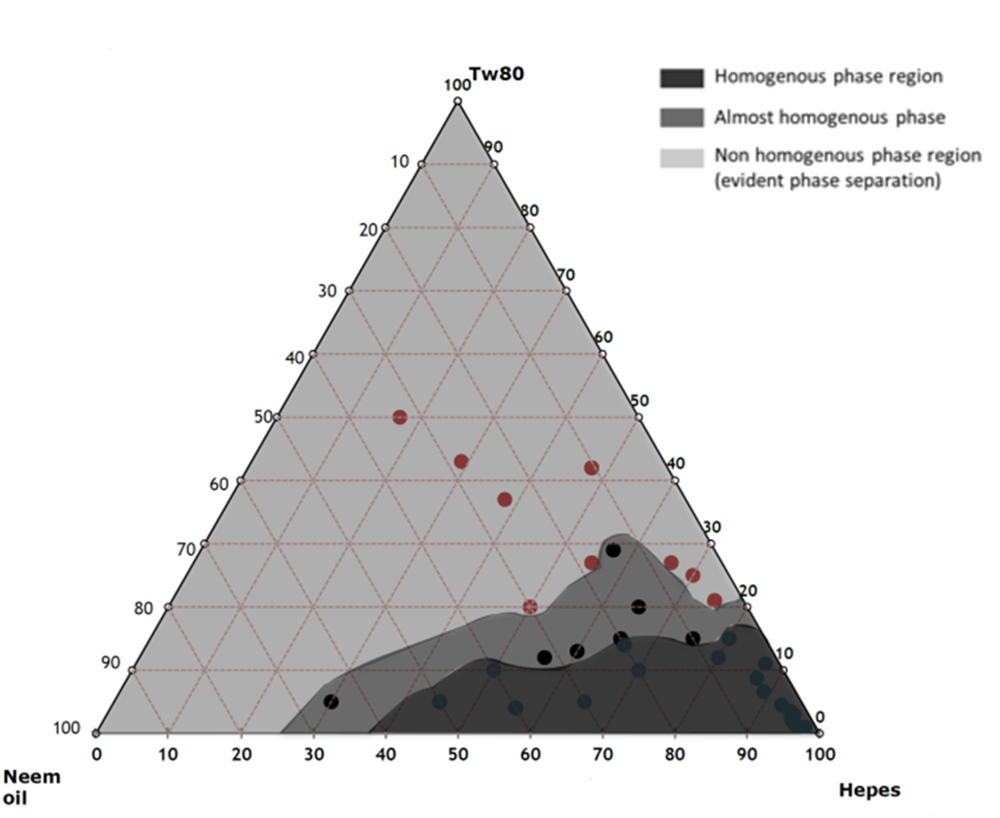 Tw80
100
Homogenous phase region
Almost homogenous phase
Non homogenous phase region
(evident phase separation)
10
90
20
80
30
70
40
60
50
50
60
40
70
30
80
20
90
10
100
0
0 10 20 30 40 50 60 70 80 90 100
Neem
oil
Hepes